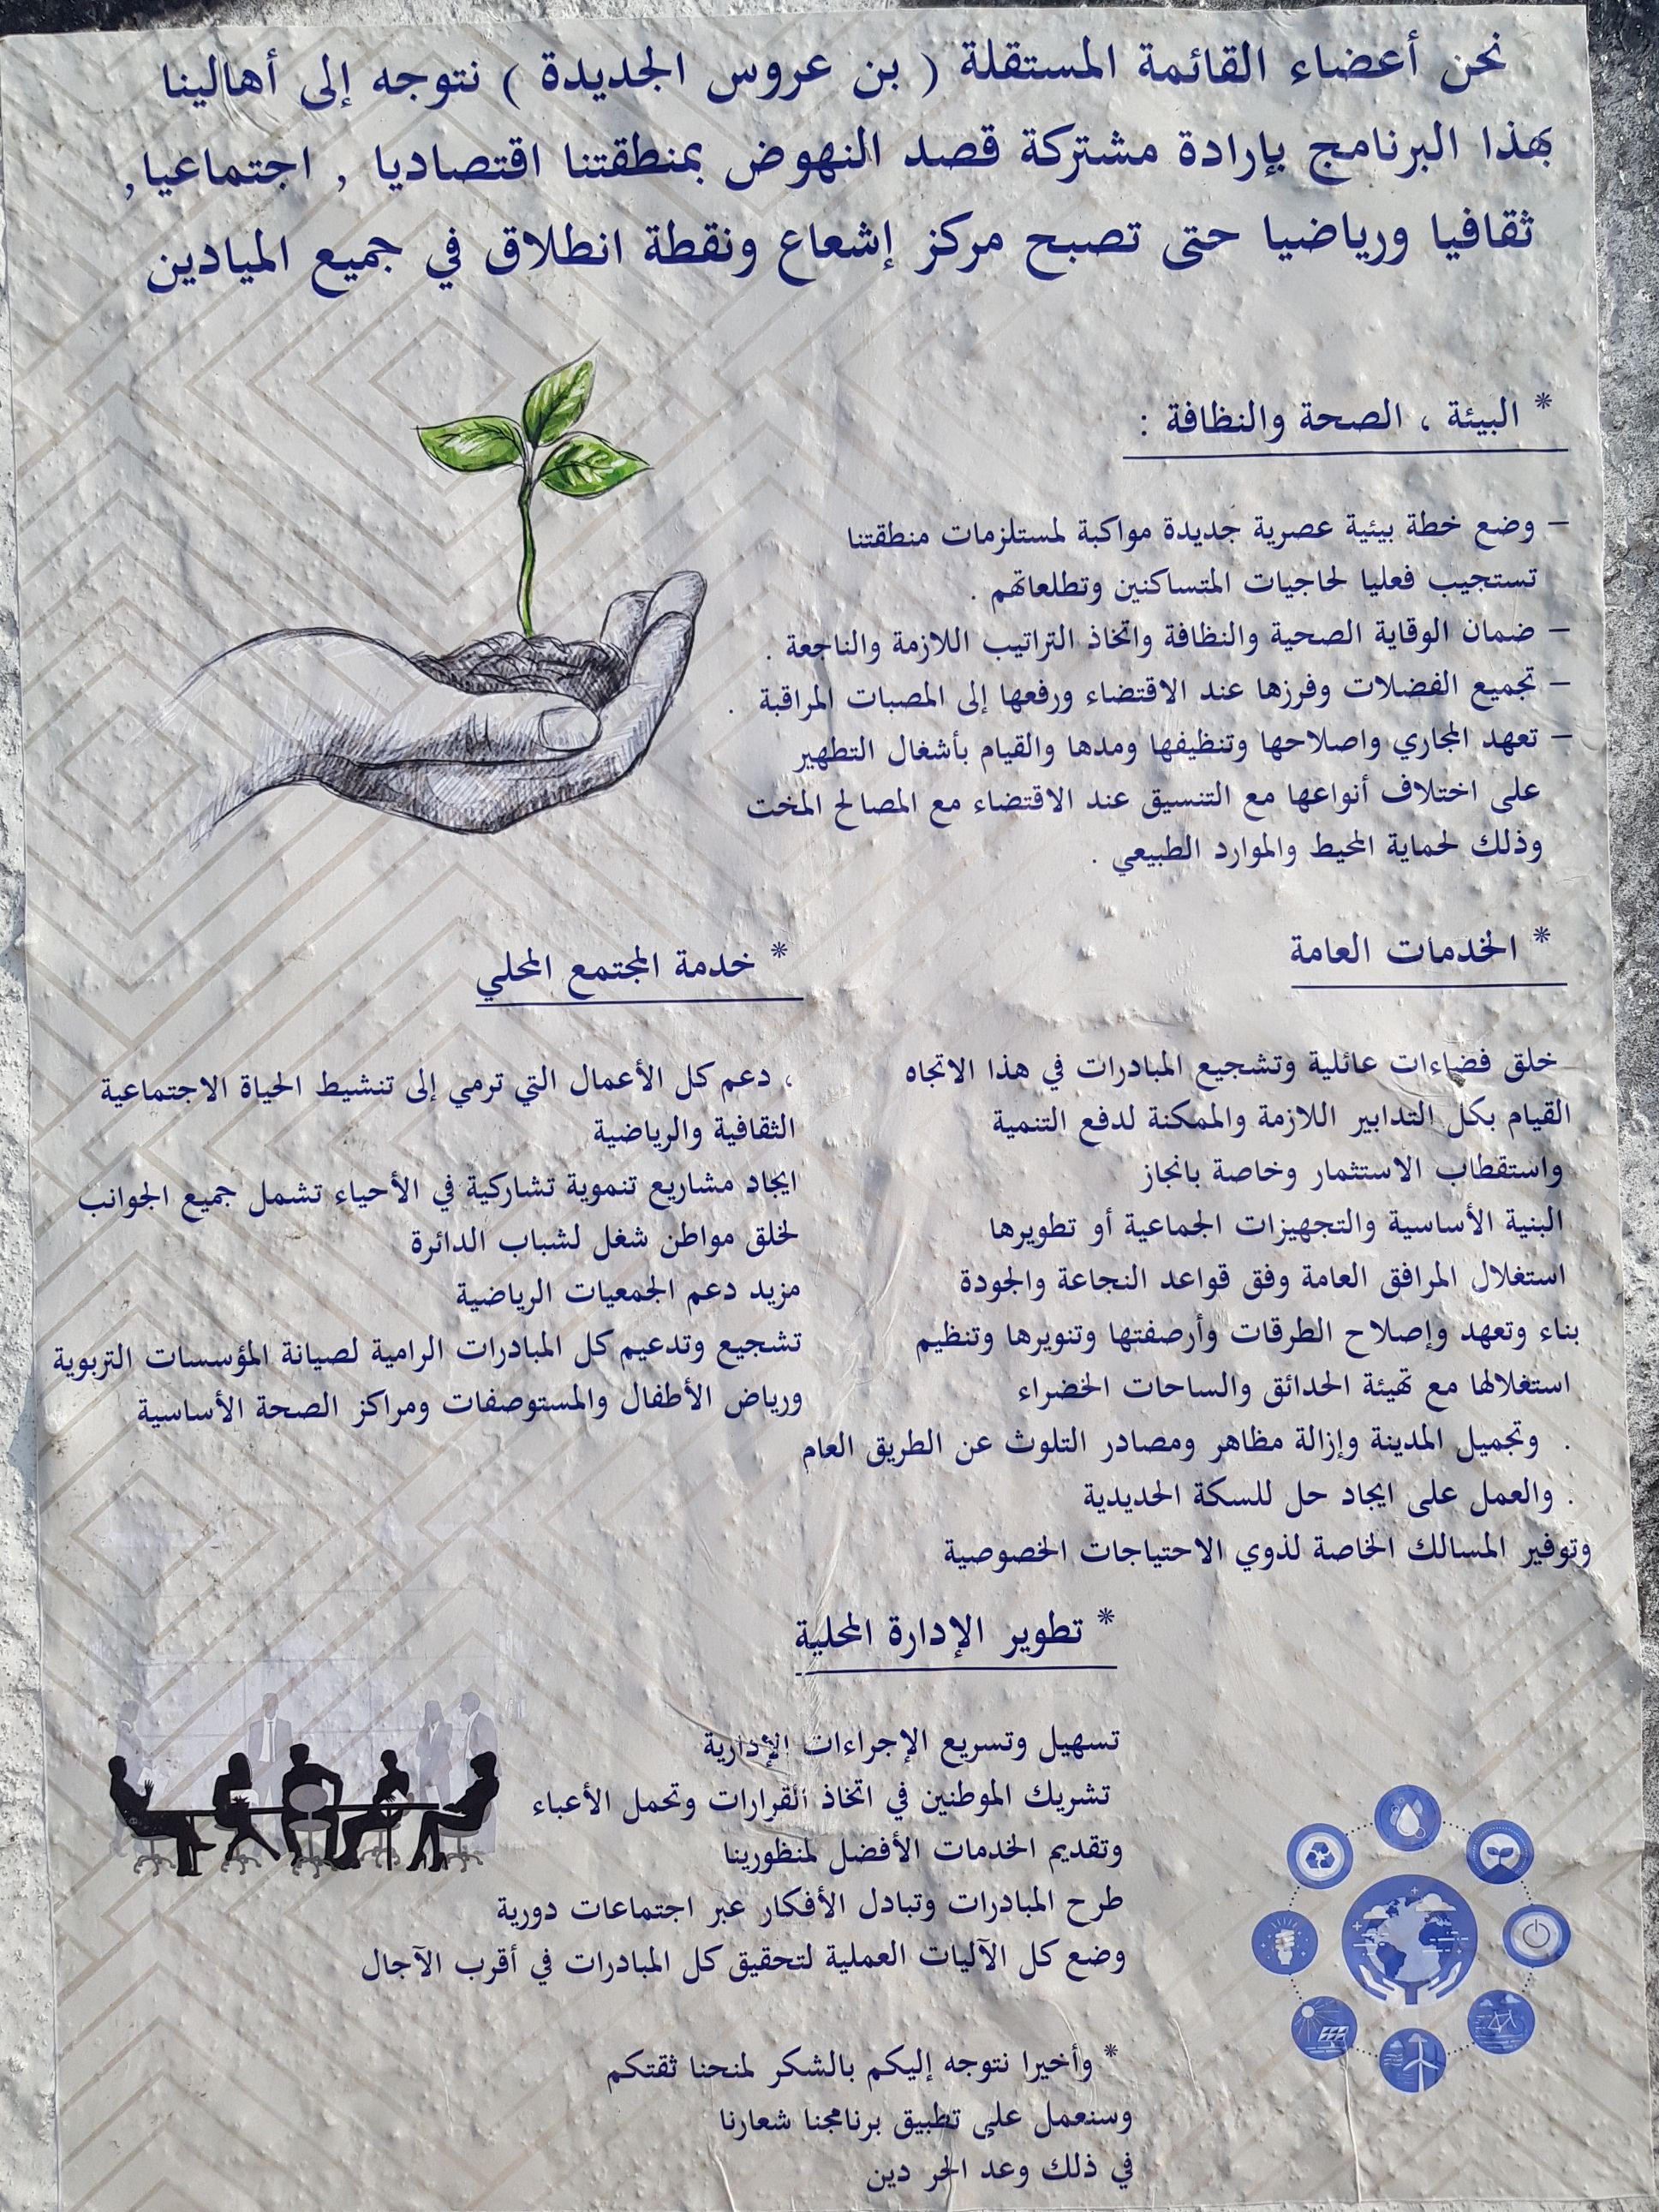 نحن أعضاء القائمة المستقلة ( بن عروس الجديدة ) نتوجه إلى أهالينا
بهذا البرنامج بإرادة مشتركة قصد النهوض بمنطقتنا اقتصاديا , اجتماعيا,
ثقافيا ورياضيا حتى تصبح مركز إشعاع ونقطة انطلاق في جميع الميادين
* البيئة ، الصحة والنظافة :
– وضع خطة بيئية عصرية جديدة مواكبة لمستلزمات منطقتنا
تستجيب فعليا لحاجيات المتساكنين وتطلعاتهم .
– ضمان الوقاية الصحية والنظافة واتخاذ التراتيب اللازمة والناجعة .
– تجميع الفضلات وفرزها عند الاقتضاء ورفعها إلى المصبات المراقبة .
– تعهد المجاري واصلاحها وتنظيفها ومدها والقيام بأشغال التطهير
على اختلاف أنواعها مع التنسيق عند الاقتضاء مع المصالح المخت
وذلك لحماية المحيط والموارد الطبيعي .
* الخدمات العامة
خلق فضاءات عائلية وتشجيع المبادرات في هذا الاتجاه
القيام بكل التدابير اللازمة والممكنة لدفع التنمية
واستقطاب الاستثمار وخاصة بانجاز
البنية الأساسية والتجهيزات الجماعية أو تطويرها
استغلال المرافق العامة وفق قواعد النجاعة والجودة
بناء وتعهد وإصلاح الطرقات وأرصفتها وتنويرها وتنظيم
استغلالها مع تهيئة الحدائق والساحات الخضراء
. وتجميل المدينة وإزالة مظاهر ومصادر التلوث عن الطريق العام
. والعمل على ايجاد حل للسكة الحديدية
وتوفير المسالك الخاصة لذوي الاحتياجات الخصوصية
* خدمة المجتمع المحلي
، دعم كل الأعمال التي ترمي إلى تنشيط الحياة الاجتماعية
الثقافية والرياضية
ايجاد مشاريع تنموية تشاركية في الأحياء تشمل جميع الجوانب
لخلق مواطن شغل لشباب الدائرة
مزيد دعم الجمعيات الرياضية
تشجيع وتدعيم كل المبادرات الرامية لصيانة المؤسسات التربوية
ورياض الأطفال والمستوصفات ومراكز الصحة الأساسية
* تطوير الإدارة المحلية
تسهيل وتسريع الإجراءات الإدارية
تشريك الموطنين في اتخاذ القرارات وتحمل الأعباء
وتقديم الخدمات الأفضل لمنظورينا
طرح المبادرات وتبادل الأفكار عبر اجتماعات دورية
وضع كل الآليات العملية لتحقيق كل المبادرات في أقرب الآجال
* وأخيرا نتوجه إليكم بالشكر لمنحنا ثقتكم
وسنعمل على تطبيق برنامجنا شعارنا
في ذلك وعد الحر دين